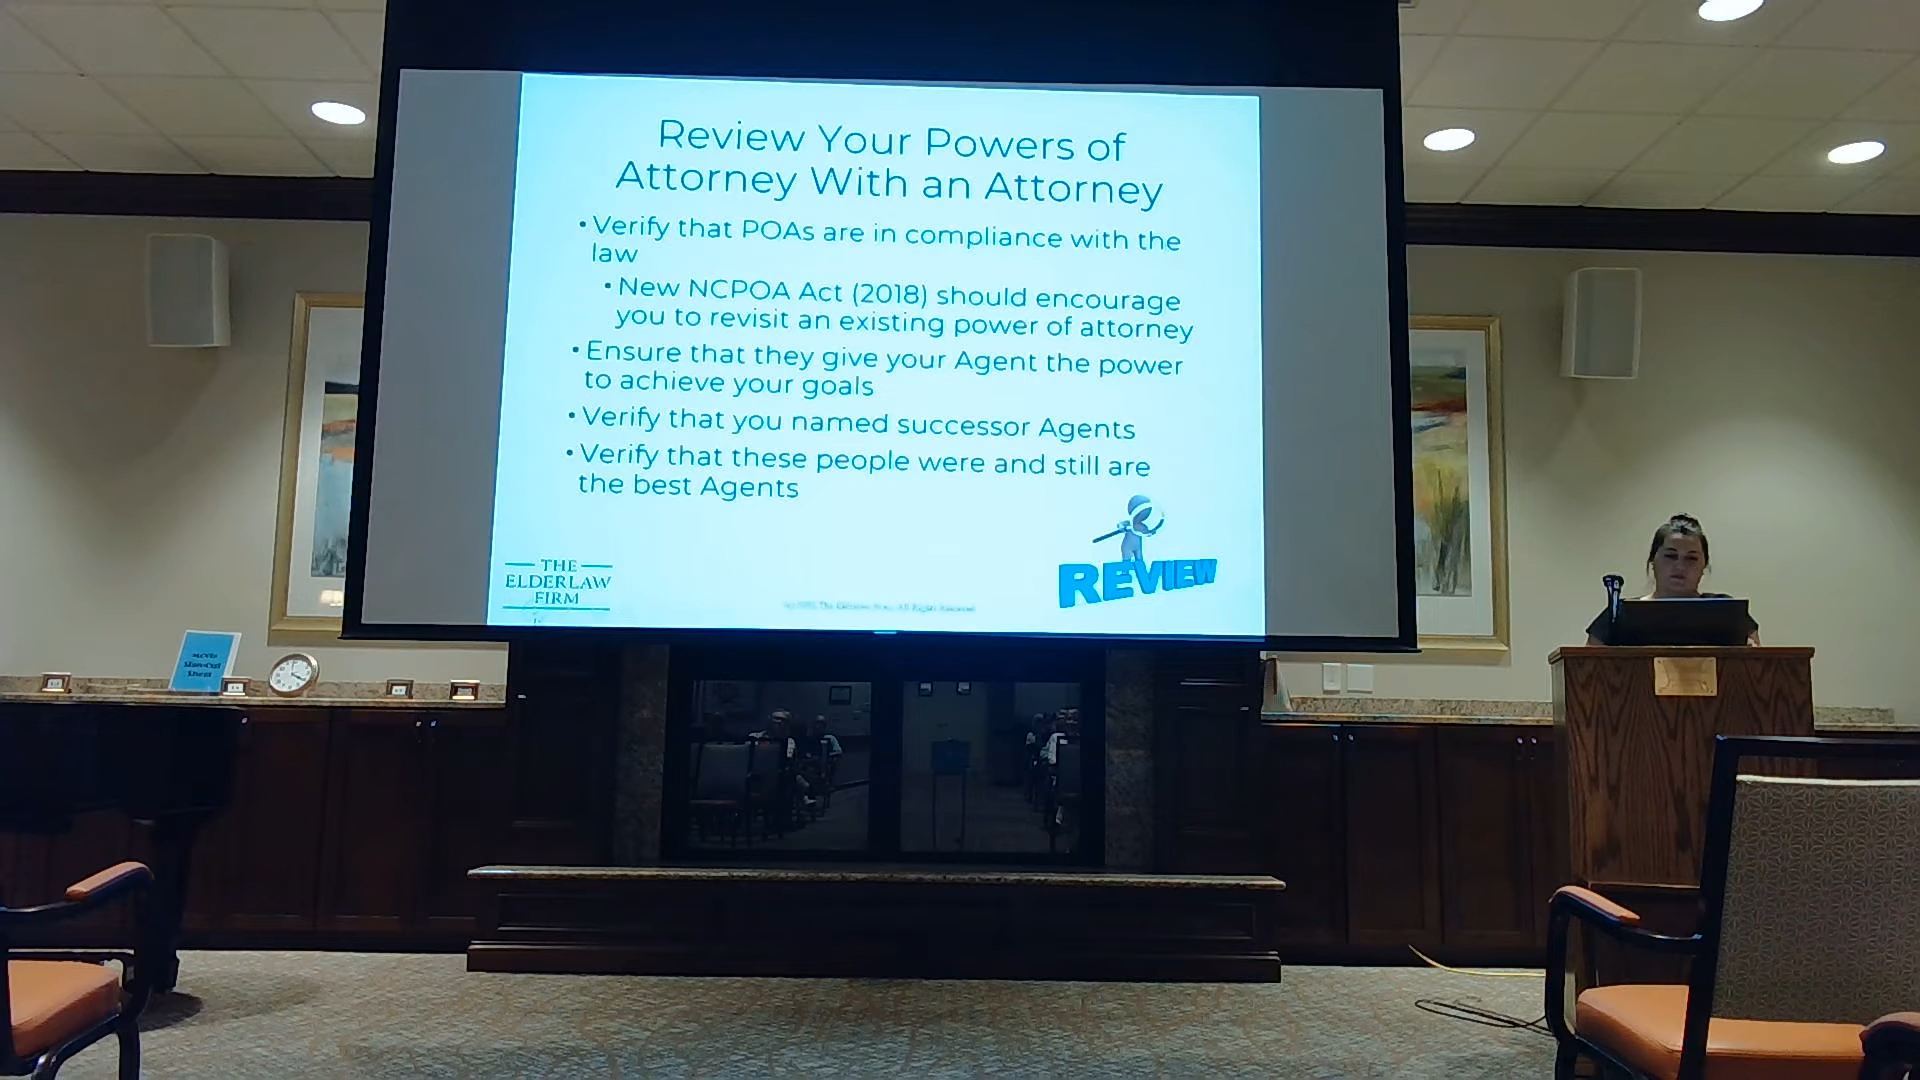 Review Your Powers of
Attorney With an Attorney
• Verify that POAs are in compliance with the
law
• New NCPOA Act (2018) should encourage
you to revisit an existing power of attorney
• Ensure that they give your Agent the power
to achieve your goals
• Verify that you named successor Agents
• Verify that these people were and still are
the best Agents
THE
ELDERLAW
FIRM
REVIEW